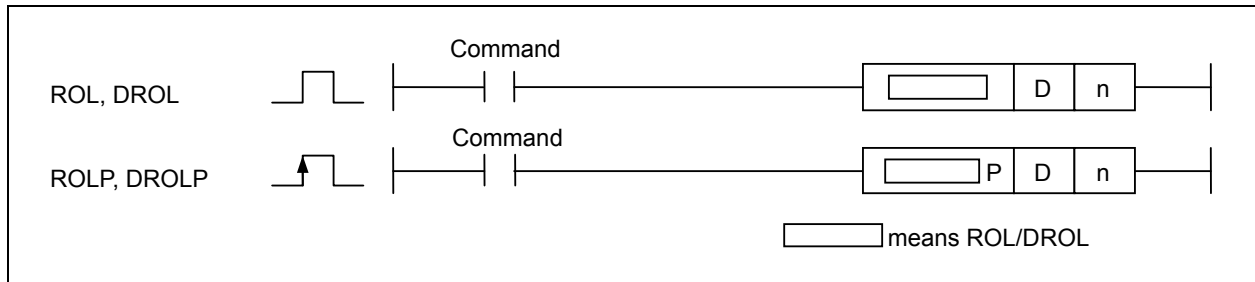 Command
ROL, DROL D n
Command
ROLP, DROLP P D n
means ROL/DROL